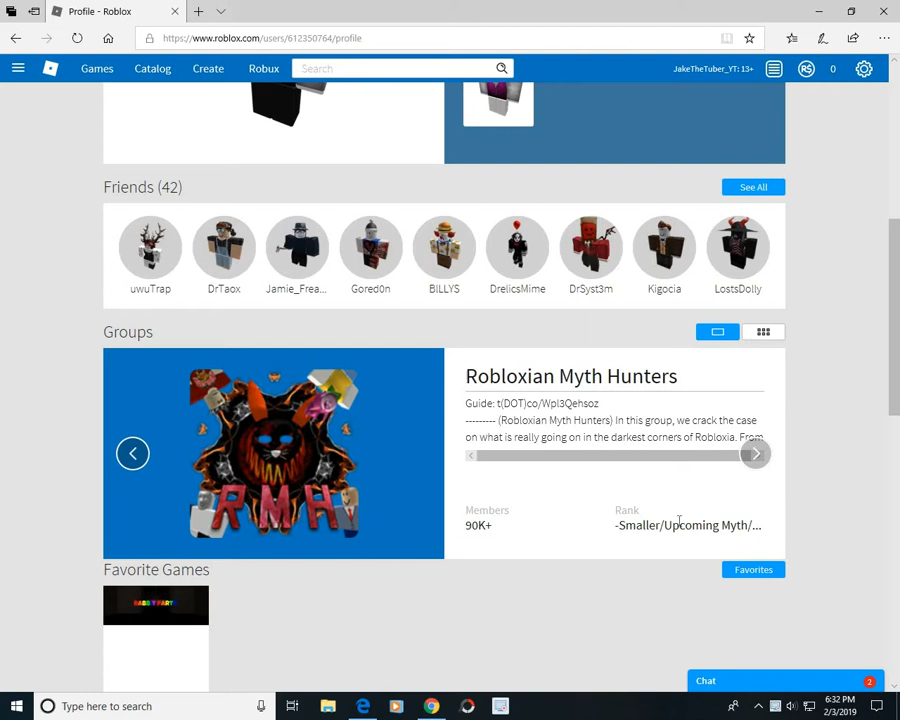 Profile - Roblox
https://www.roblox.com/users/612350764/profile
Games Catalog Create Robux Search JakeTheTuber_YT: 13+ R$ 0
Friends (42) See All
uwuTrap DrTaox Jamie_Frea... Gored0n BlLLYS DrelicsMime DrSyst3m Kigocia LostsDolly
Groups
RMH
Robloxian Myth Hunters
Guide: t(DOT)co/Wpl3Qehsoz
--------- (Robloxian Myth Hunters) In this group, we crack the case
on what is really going on in the darkest corners of Robloxia. From
Members Rank
90K+ -Smaller/Upcoming Myth/...
Favorite Games Favorites
Chat 2
Type here to search
6:32 PM
2/3/2019